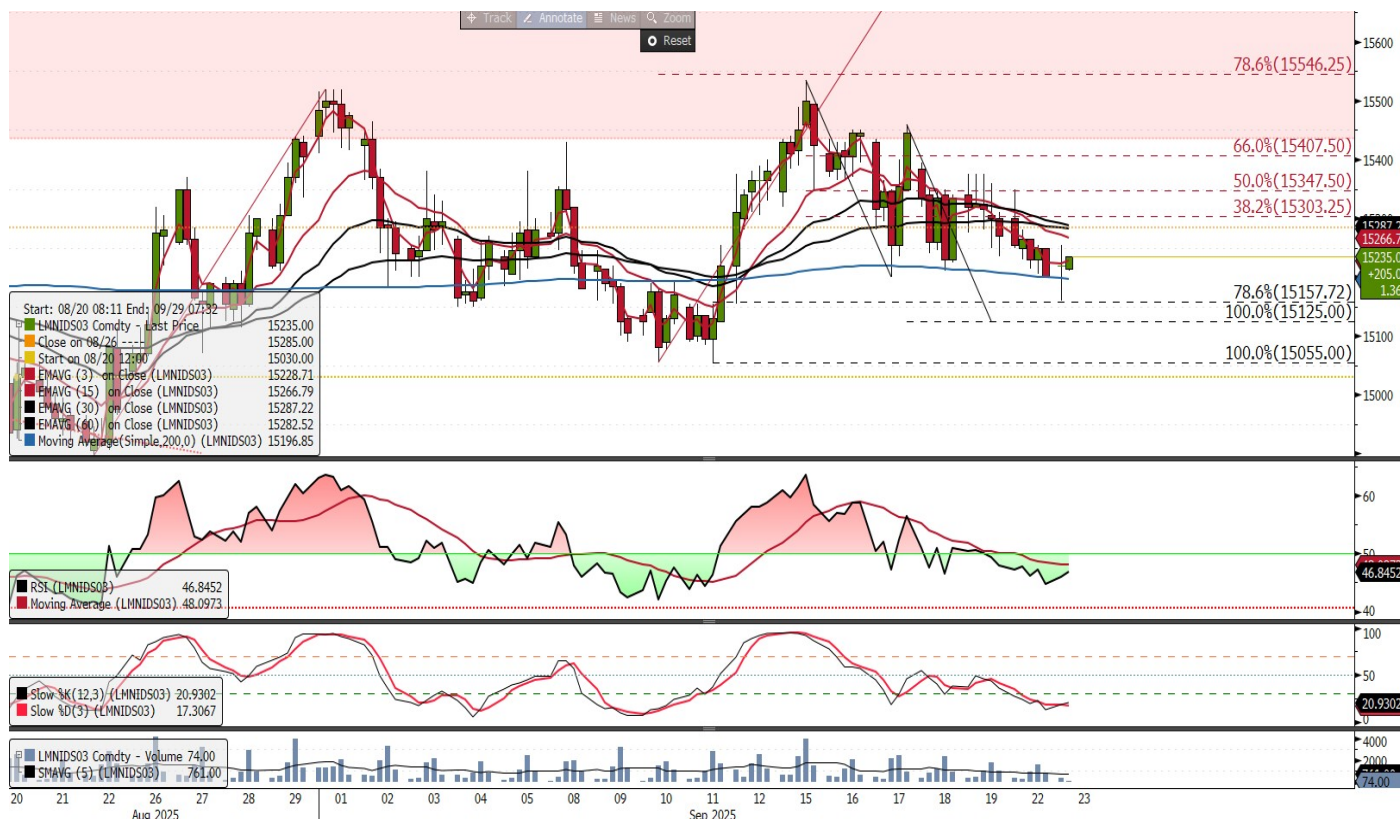 Track Annotate News Zoom
Reset
15600
78.6%(15546.25)
15500
66.0%(15407.50)
15400
50.0%(15347.50)
38.2%(15303.25)
15287.2
15266.7
15235.0
+205.0
1.36
78.6%(15157.72)
100.0%(15125.00)
15100
100.0%(15055.00)
15000
Start: 08/20 08:11 End: 09/29 07:32
LMNIDS03 Comdty - Last Price 15235.00
Close on 08/26 ---- 15285.00
Start on 08/20 12:00 15030.00
EMAVG (3) on Close (LMNIDS03) 15228.71
EMAVG (15) on Close (LMNIDS03) 15266.79
EMAVG (30) on Close (LMNIDS03) 15287.22
EMAVG (60) on Close (LMNIDS03) 15282.52
Moving Average(Simple,200,0) (LMNIDS03) 15196.85
60
50
46.8452
40
RSI (LMNIDS03) 46.8452
Moving Average (LMNIDS03) 48.0973
100
50
20.9302
0
Slow %K(12,3) (LMNIDS03) 20.9302
Slow %D(3) (LMNIDS03) 17.3067
4000
2000
74.00
LMNIDS03 Comdty - Volume 74.00
SMAVG (5) (LMNIDS03) 761.00
20 21 22 26 27 28 29 01 02 03 04 05 08 09 10 11 12 15 16 17 18 19 22 23
Aug 2025 Sep 2025